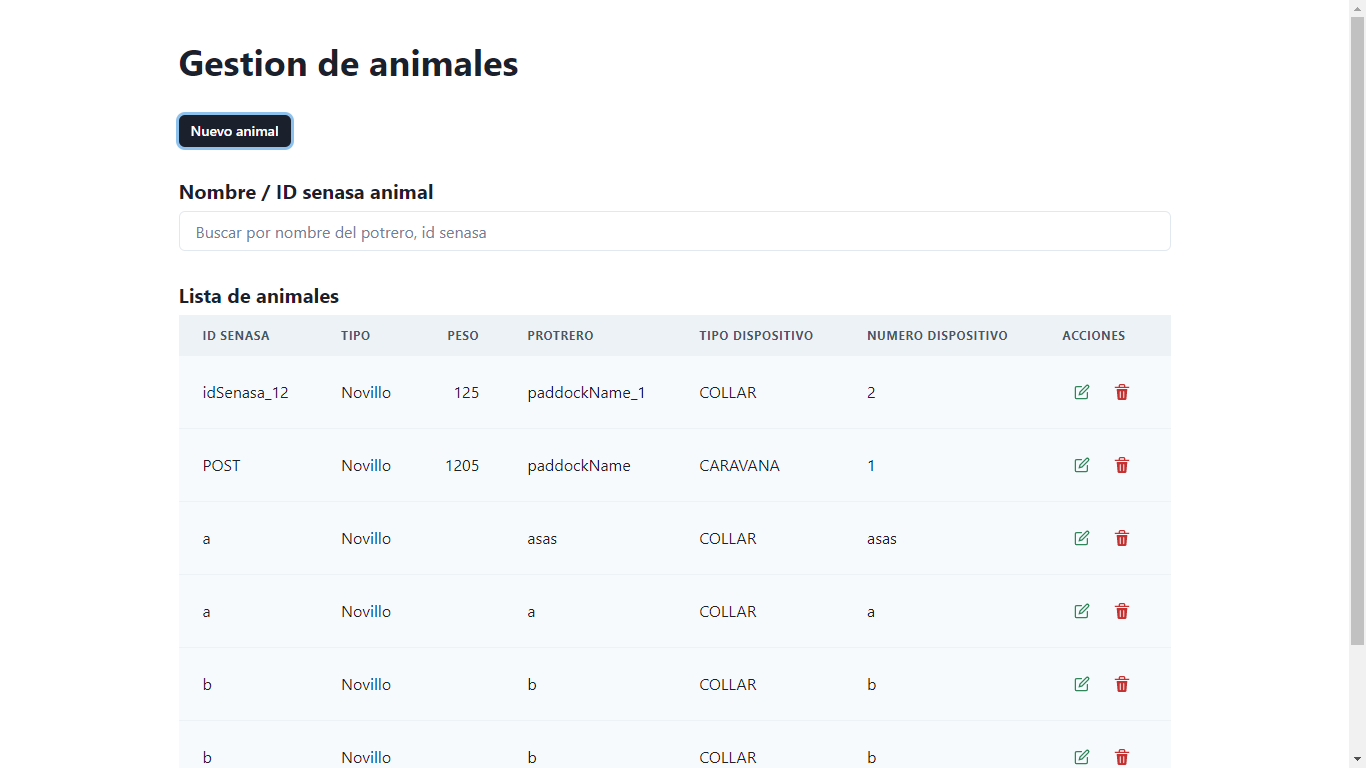 Gestion de animales
Nuevo animal
Nombre / ID senasa animal
Buscar por nombre del potrero, id senasa
Lista de animales
ID SENASA TIPO PESO PROTRERO TIPO DISPOSITIVO NUMERO DISPOSITIVO ACCIONES
idSenasa_12 Novillo 125 paddockName_1 COLLAR 2
POST Novillo 1205 paddockName CARAVANA 1
a Novillo asas COLLAR asas
a Novillo a COLLAR a
b Novillo b COLLAR b
b Novillo b COLLAR b